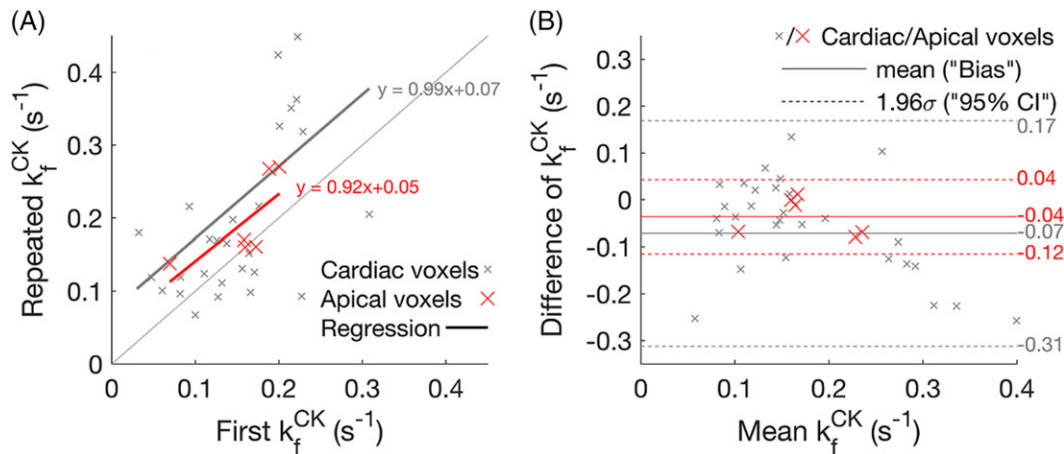 (A)
Repeated k_f^CK (s^-1)
0.4
0.3
0.2
0.1
0
y = 0.99x+0.07
y = 0.92x+0.05
Cardiac voxels ×
Apical voxels ×
Regression
0 0.1 0.2 0.3 0.4
First k_f^CK (s^-1)
(B)
Difference of k_f^CK (s^-1)
0.3
0.2
0.1
0
-0.1
-0.2
-0.3
×/× Cardiac/Apical voxels
mean ("Bias")
1.96σ ("95% CI")
0.17
0.04
-0.04
-0.07
-0.12
-0.31
0 0.1 0.2 0.3 0.4
Mean k_f^CK (s^-1)